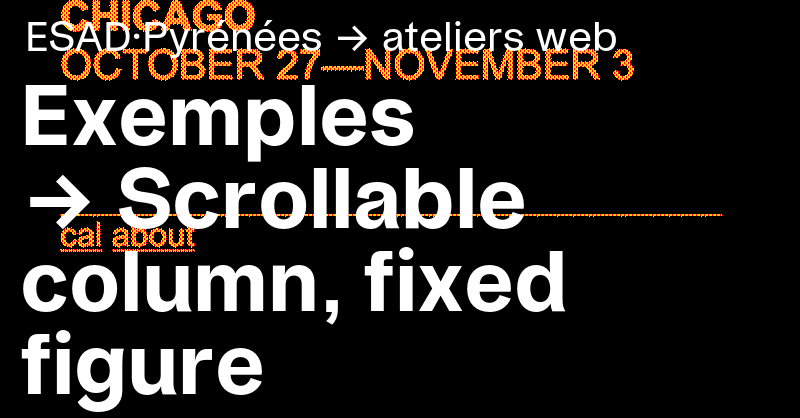 CHICAGO
ESAD·Pyrénées → ateliers web
OCTOBER 27—NOVEMBER 3
Exemples
→ Scrollable
cal about
column, fixed
figure